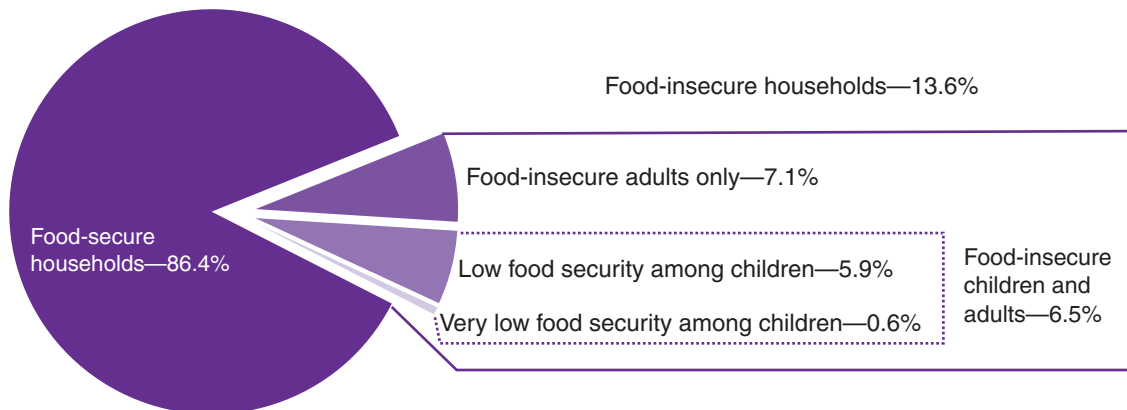 Food-insecure households—13.6%
Food-insecure adults only—7.1%
Food-secure
households—86.4%
Low food security among children—5.9%
Very low food security among children—0.6%
Food-insecure
children and
adults—6.5%